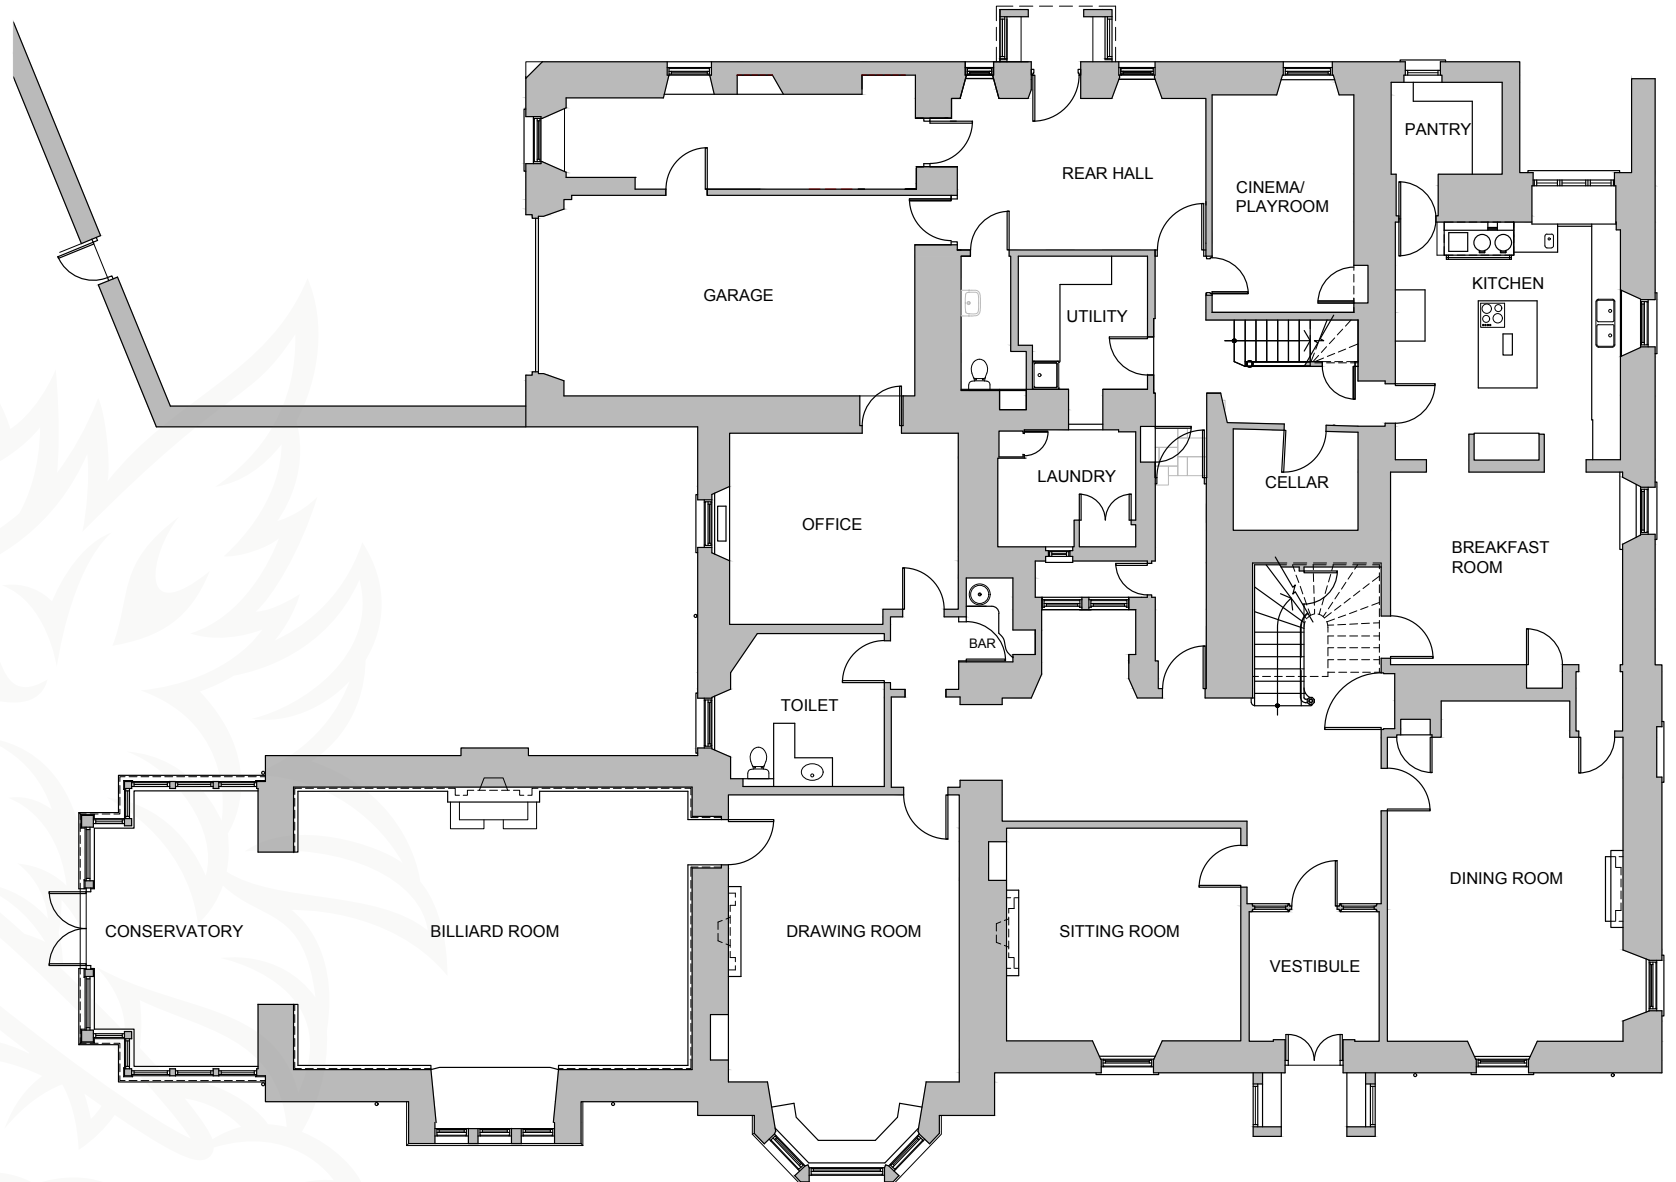 PANTRY
REAR HALL
CINEMA/
PLAYROOM
KITCHEN
GARAGE
UTILITY
LAUNDRY
CELLAR
OFFICE
BREAKFAST
ROOM
BAR
TOILET
DINING ROOM
CONSERVATORY
BILLIARD ROOM
DRAWING ROOM
SITTING ROOM
VESTIBULE